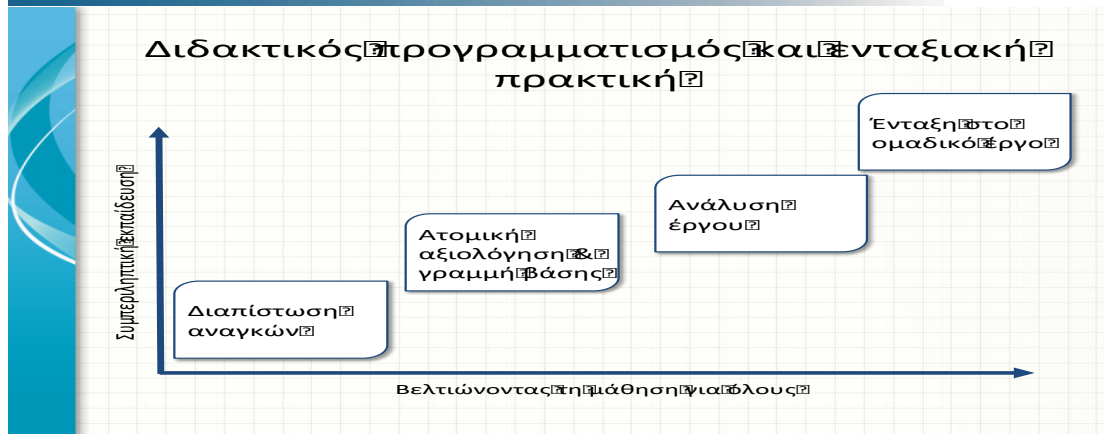 Διδακτικός προγραμματισμός και ενταξιακή
πρακτική
Ένταξη στο
ομαδικό έργο
Ανάλυση
έργου
Ατομική
αξιολόγηση &
γραμμή βάσης
Διαπίστωση
αναγκών
Συμπεριληπτική εκπαίδευση
Βελτιώνοντας τη μάθηση για όλους